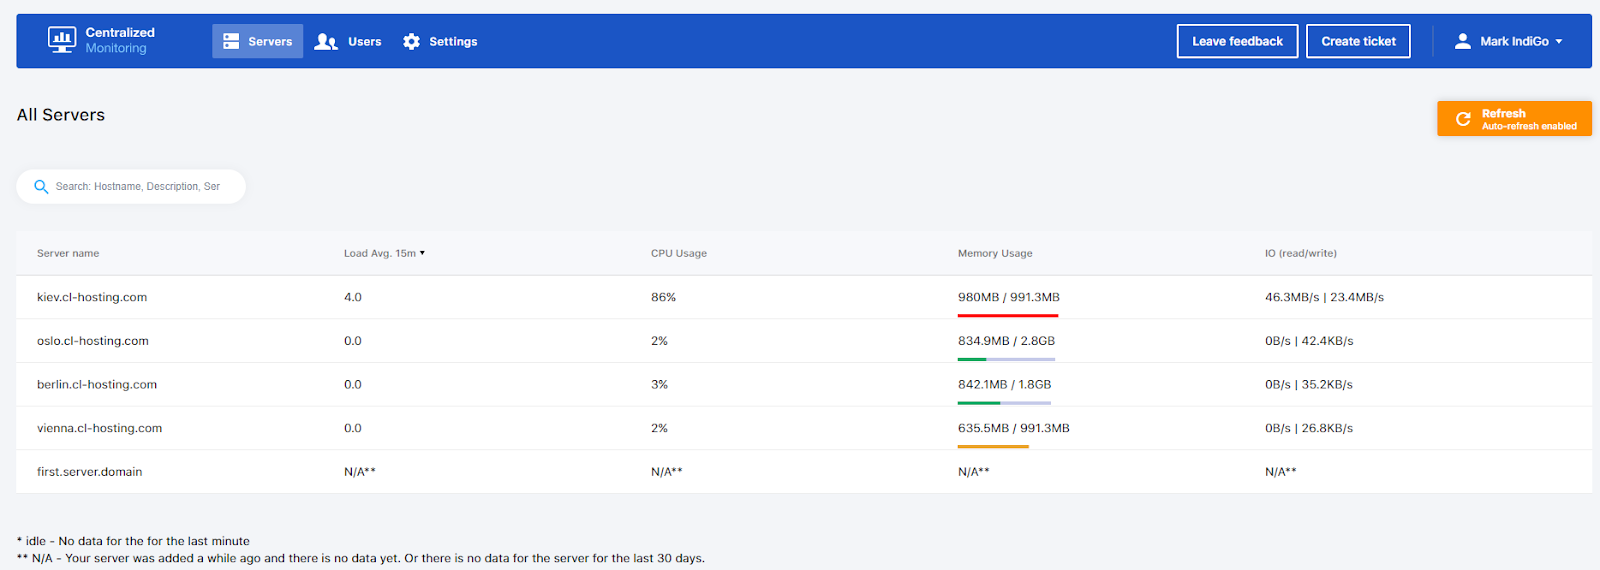 Centralized
Monitoring
Servers
Users
Settings
Leave feedback
Create ticket
Mark IndiGo
All Servers
Refresh
Auto-refresh enabled
Search: Hostname, Description, Ser
Server name Load Avg. 15m CPU Usage Memory Usage IO (read/write)
kiev.cl-hosting.com 4.0 86% 980MB / 991.3MB 46.3MB/s | 23.4MB/s
oslo.cl-hosting.com 0.0 2% 834.9MB / 2.8GB 0B/s | 42.4KB/s
berlin.cl-hosting.com 0.0 3% 842.1MB / 1.8GB 0B/s | 35.2KB/s
vienna.cl-hosting.com 0.0 2% 635.5MB / 991.3MB 0B/s | 26.8KB/s
first.server.domain N/A** N/A** N/A** N/A**
* idle - No data for the for the last minute
** N/A - Your server was added a while ago and there is no data yet. Or there is no data for the server for the last 30 days.